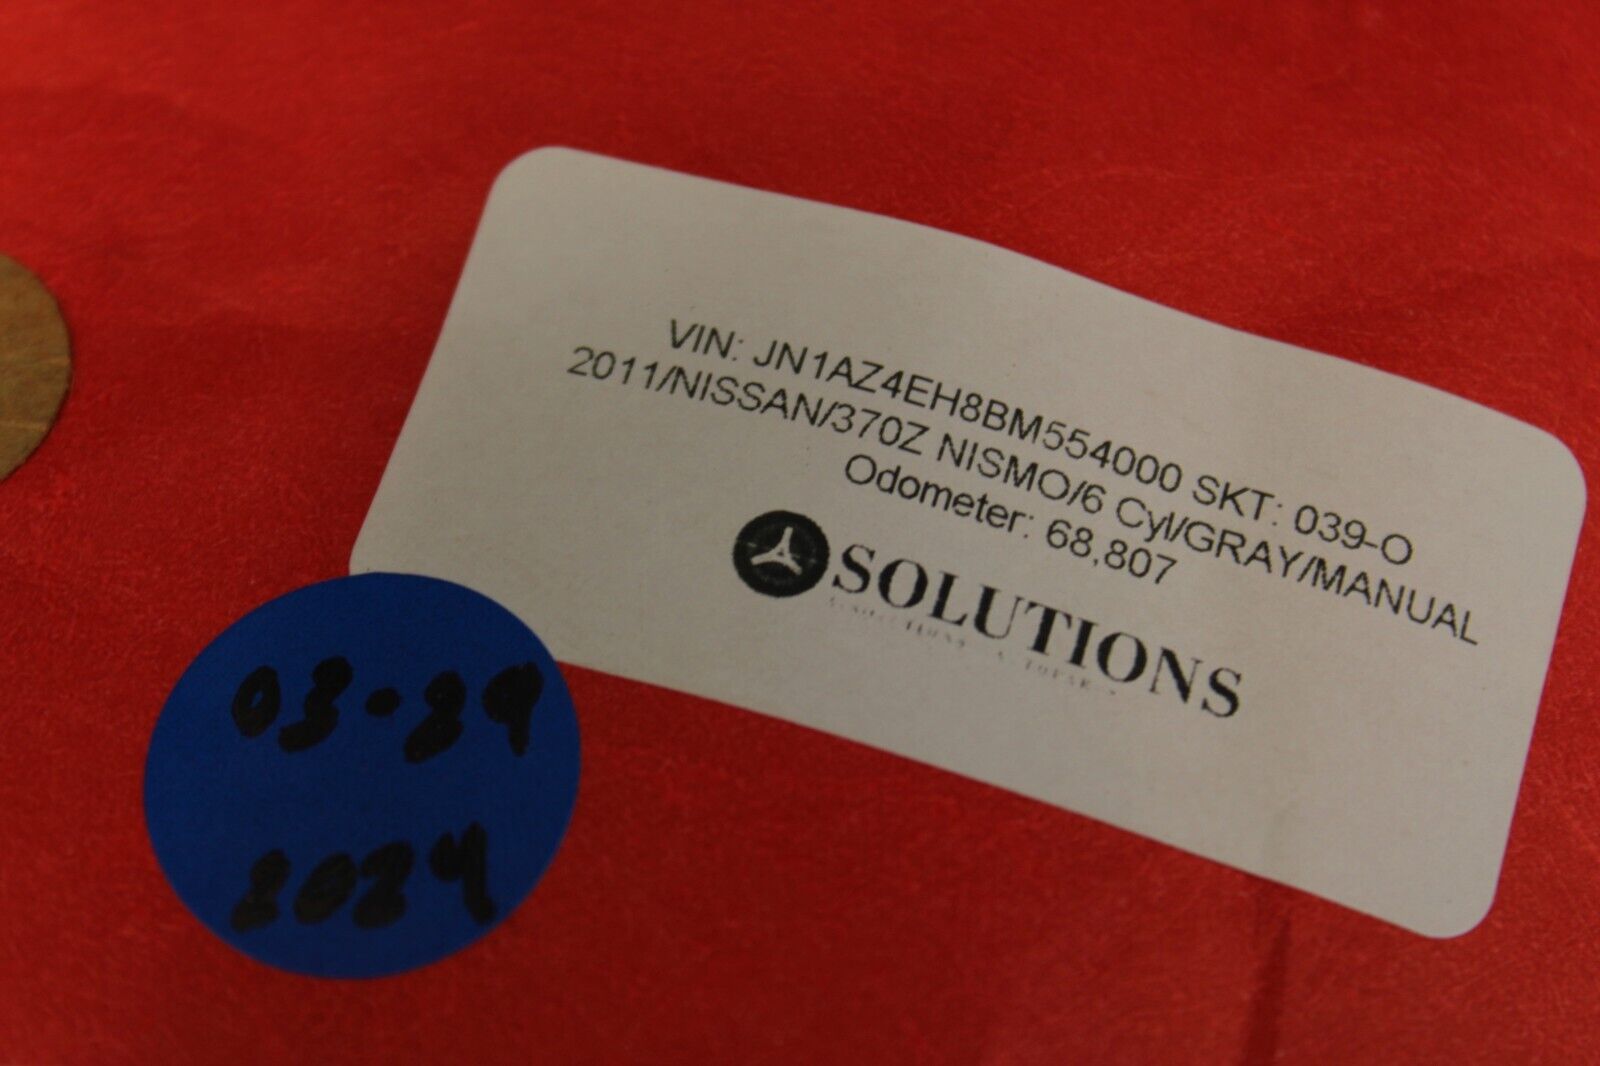 VIN: JN1AZ4EH8BM554000 SKT: 039-O
2011/NISSAN/370Z NISMO/6 Cyl/GRAY/MANUAL
Odometer: 68,807
SOLUTIONS
03-29
2024